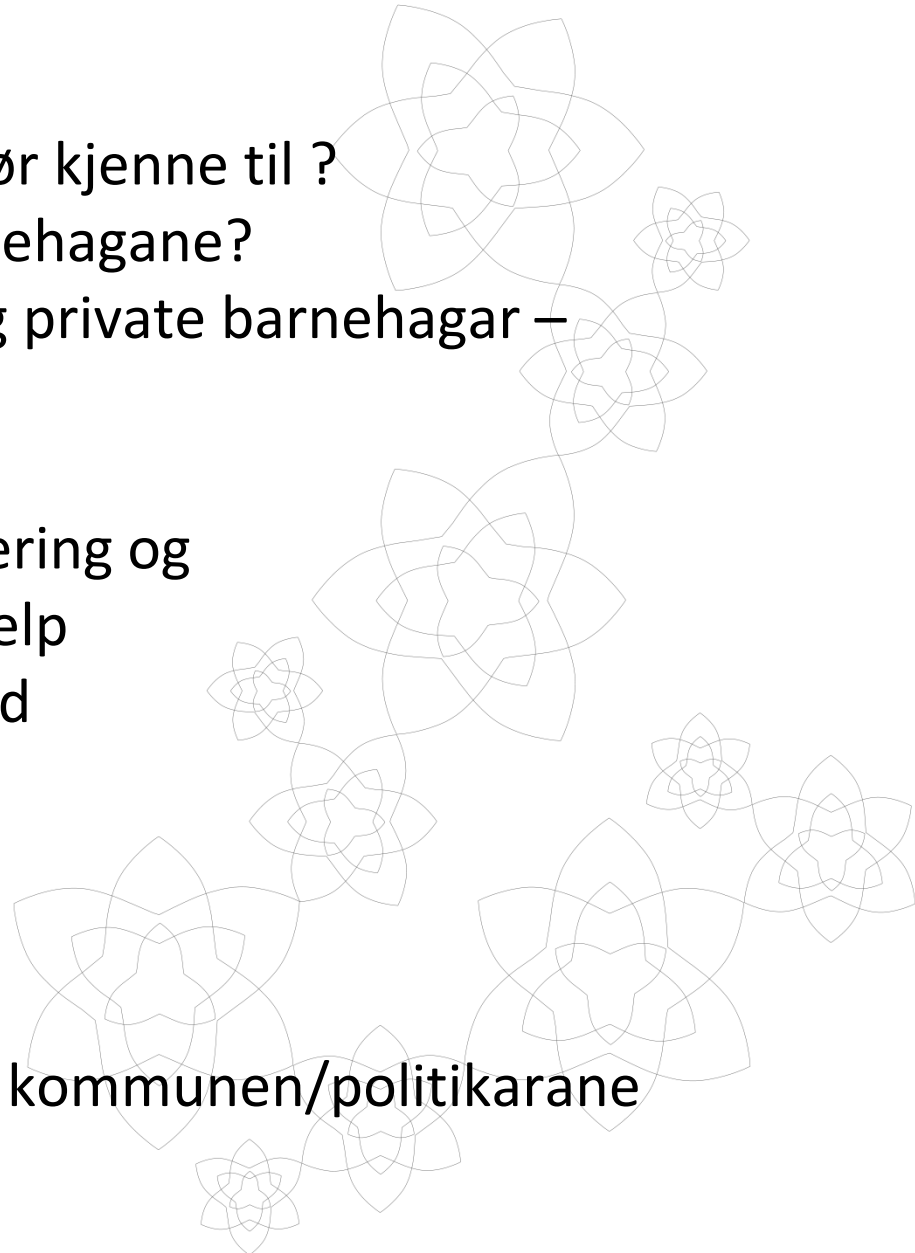 ør kjenne til ?
ehagane?
g private barnehagar –
ering og
elp
d
kommunen/politikarane